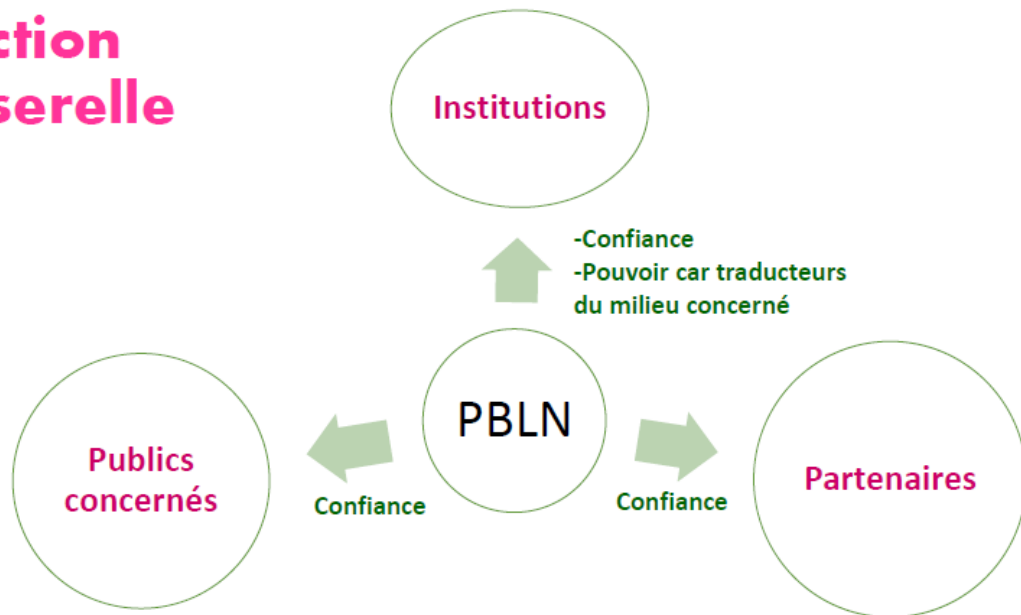 ction
serelle
Institutions
-Confiance
-Pouvoir car traducteurs
du milieu concerné
PBLN
Publics
concernés
Confiance
Confiance
Partenaires